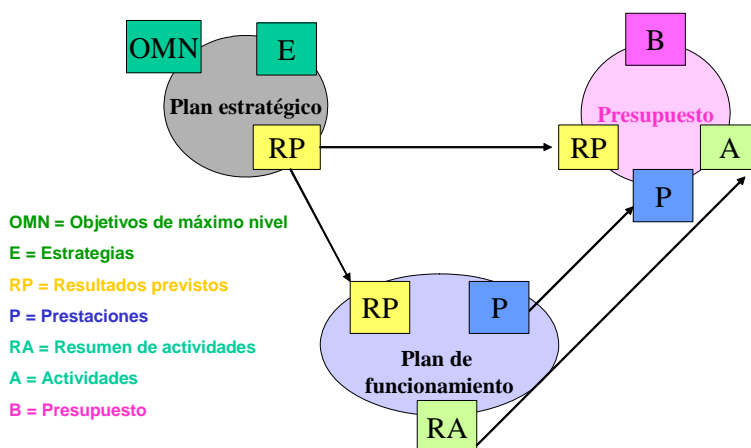 OMN
E
B
Plan estratégico
Presupuesto
RP
RP
A
P
OMN = Objetivos de máximo nivel
E = Estrategias
RP = Resultados previstos
P = Prestaciones
RA = Resumen de actividades
A = Actividades
B = Presupuesto
RP
P
Plan de
funcionamiento
RA